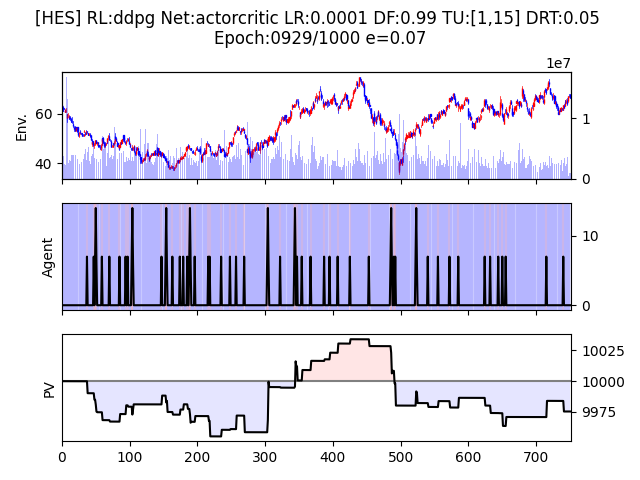 [HES] RL:ddpg Net:actorcritic LR:0.0001 DF:0.99 TU:[1,15] DRT:0.05
Epoch:0929/1000 e=0.07
1e7
Env.
60
40
1
0
Agent
10
0
PV
10025
10000
9975
0 100 200 300 400 500 600 700